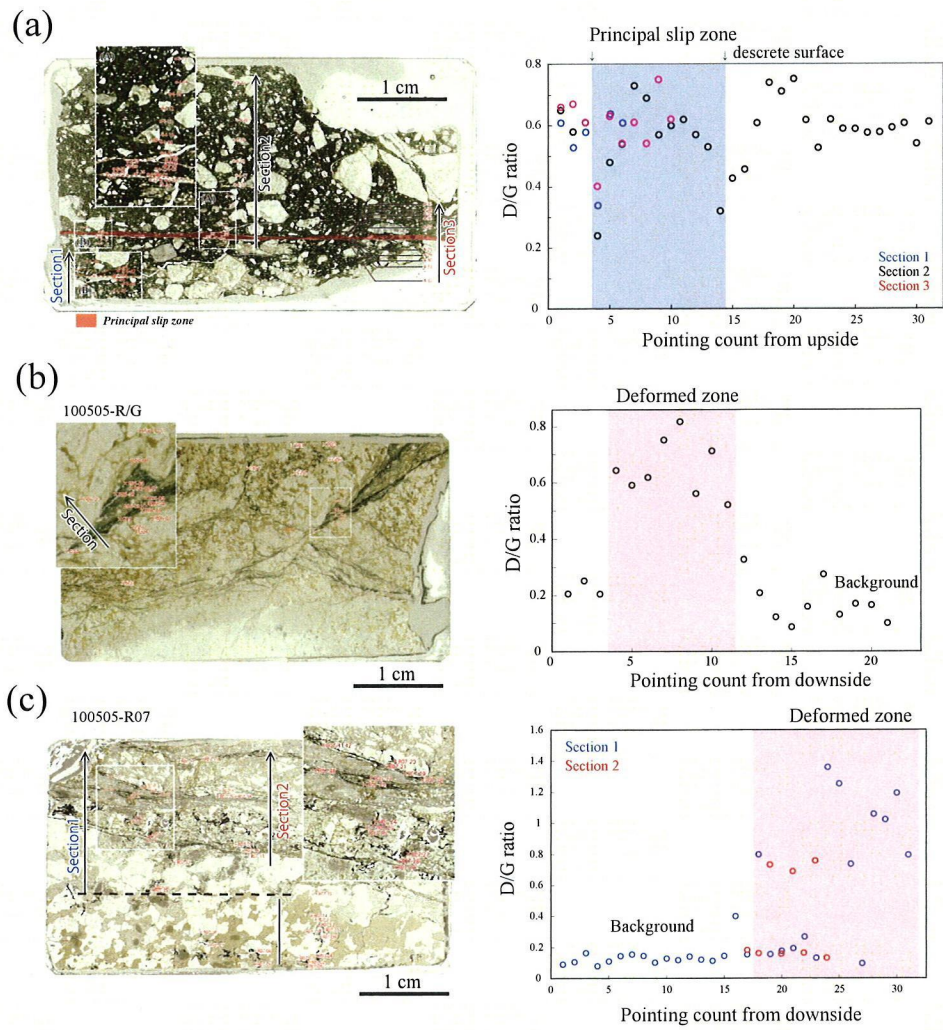 (a)
1 cm
Section 1
Section2
Section3
Principal slip zone
Principal slip zone
descrete surface
D/G ratio
0.8
0.6
0.4
0.2
0
0 5 10 15 20 25 30
Section 1
Section 2
Section 3
Pointing count from upside
(b)
100505-R/G
Section
1 cm
Deformed zone
D/G ratio
0.8
0.6
0.4
0.2
0
Background
5 10 15 20
Pointing count from downside
(c)
100505-R07
Section1
Section2
1 cm
Deformed zone
D/G ratio
1.6
1.4
1.2
1
0.8
0.6
0.4
0.2
0
Section 1
Section 2
Background
0 5 10 15 20 25 30
Pointing count from downside